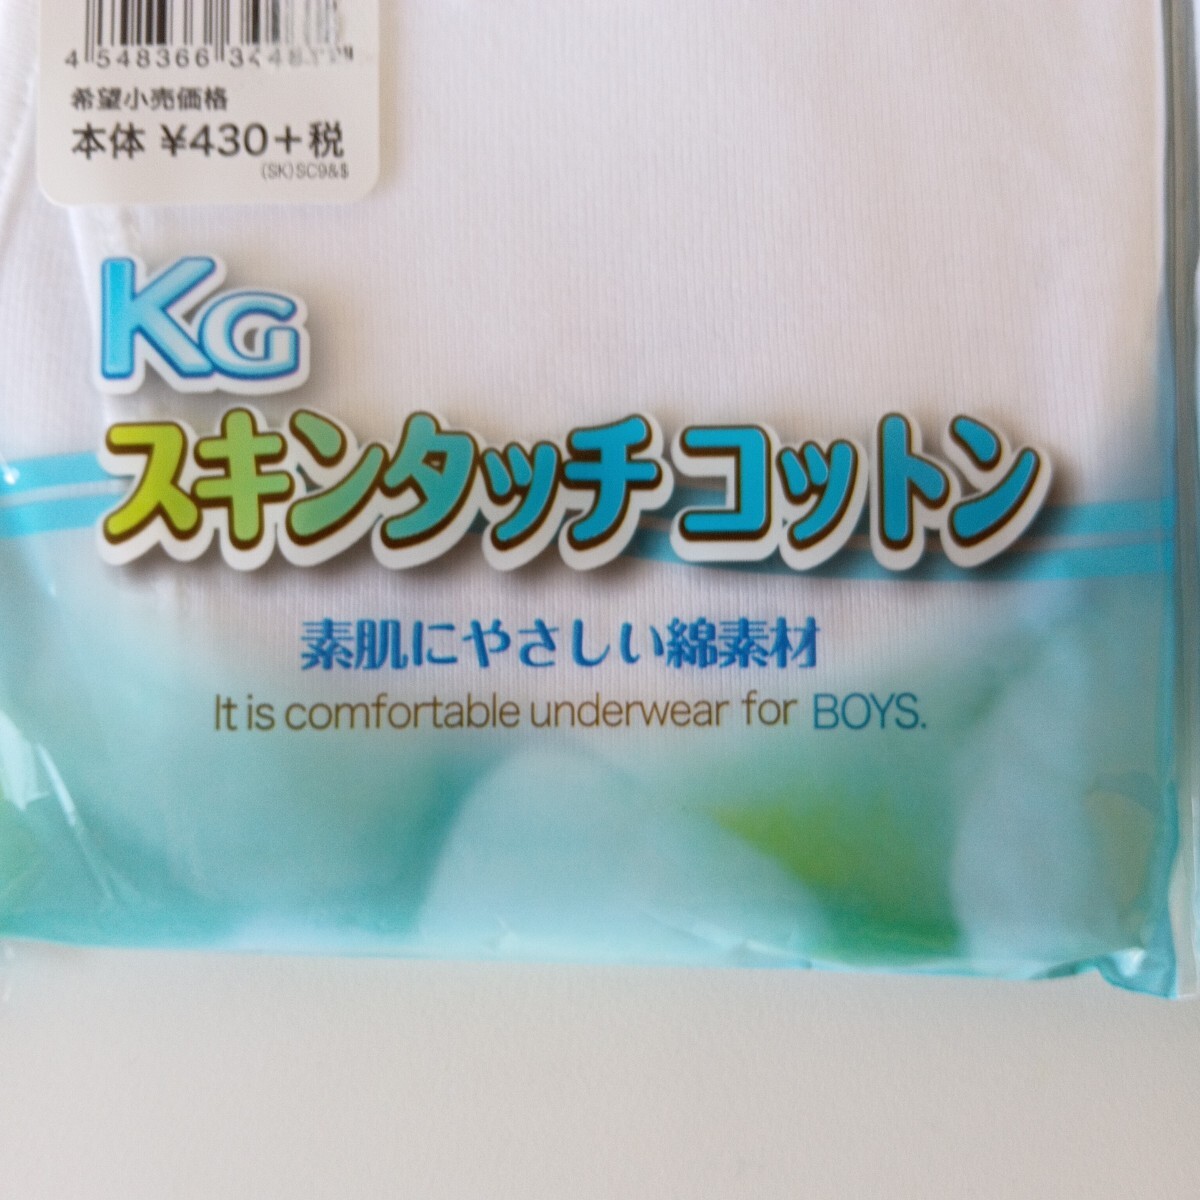 4 548366
希望小売価格
本体 ¥430+税
(SK)SC9&$
KG
スキンタッチコットン
素肌にやさしい綿素材
It is comfortable underwear for BOYS.